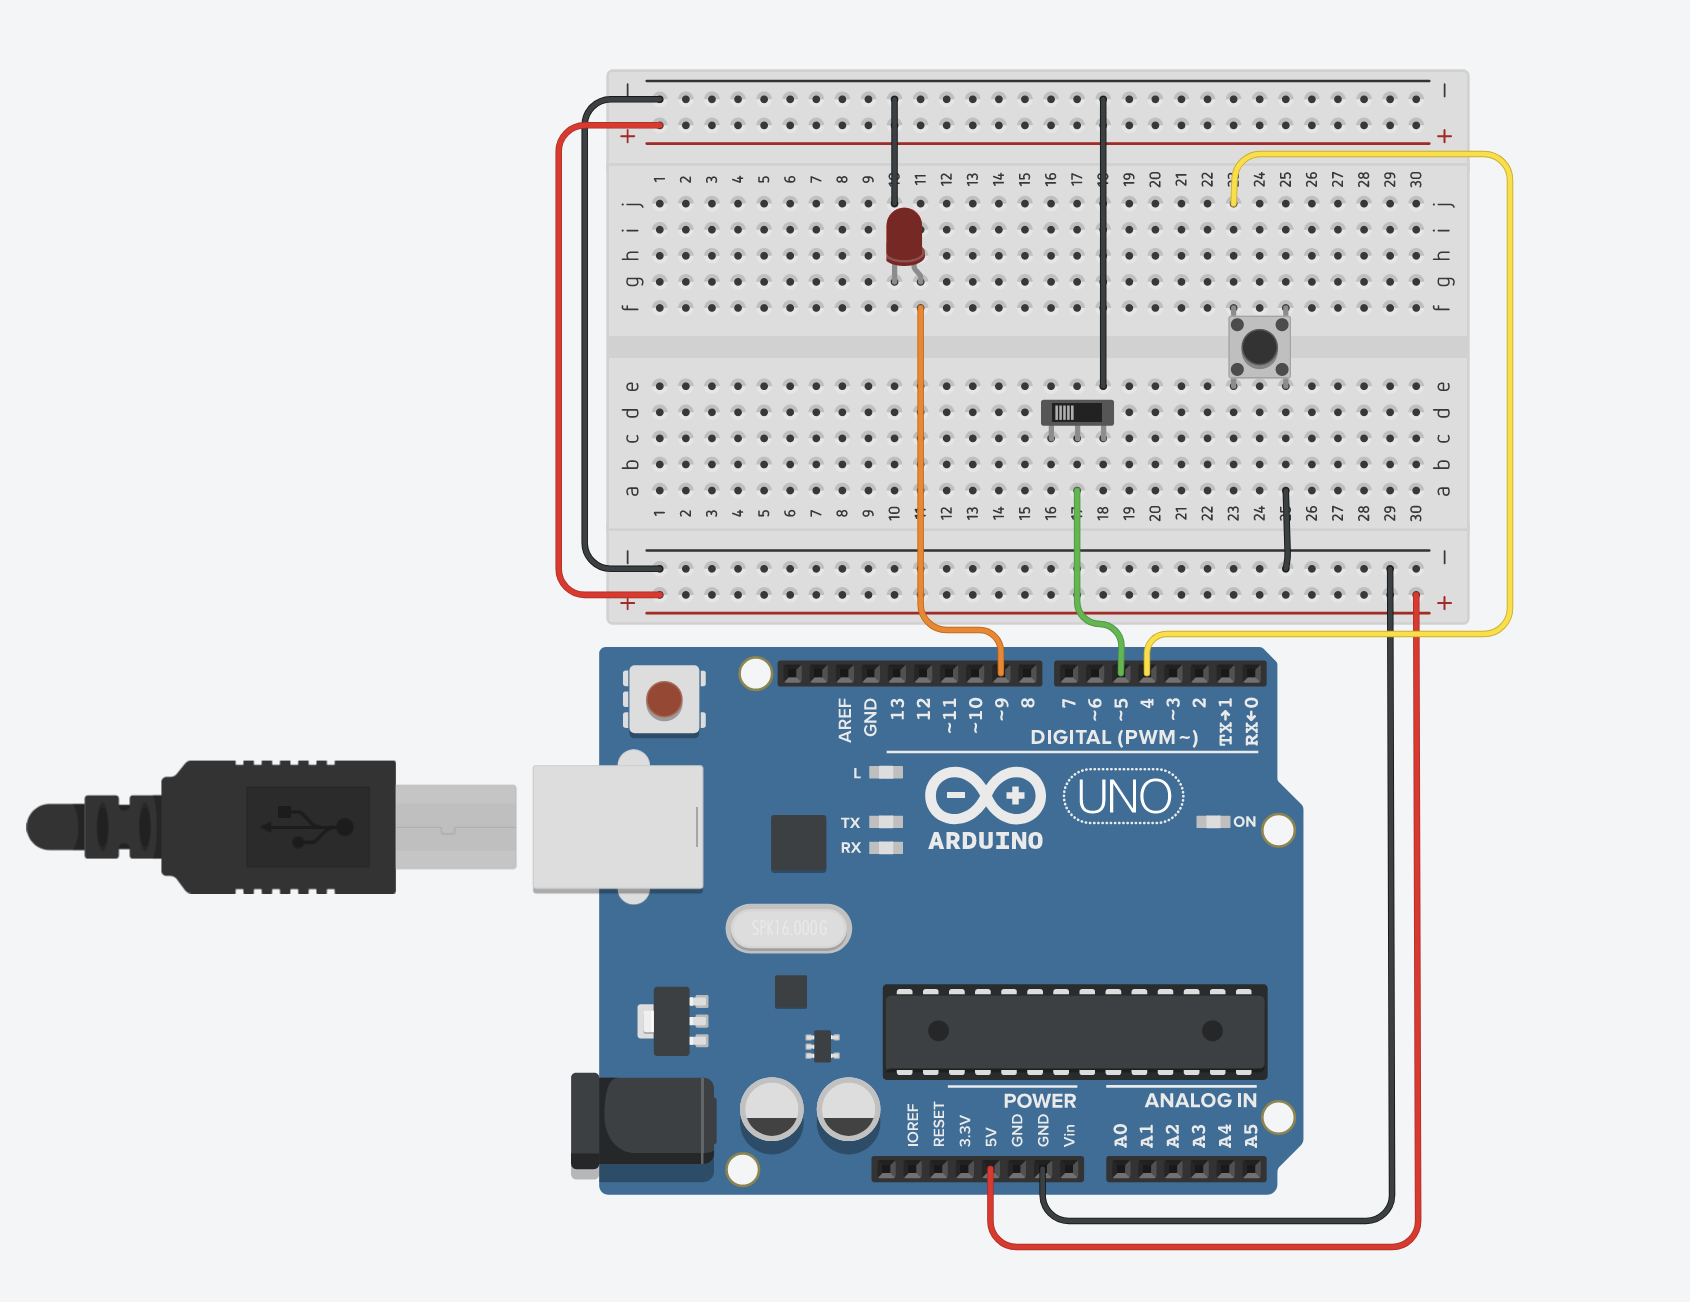 − −
+ +
1 2 3 4 5 6 7 8 9 10 11 12 13 14 15 16 17 18 19 20 21 22 23 24 25 26 27 28 29 30
j j
i i
h h
g g
f f
e e
d d
c c
b b
a a
1 2 3 4 5 6 7 8 9 10 11 12 13 14 15 16 17 18 19 20 21 22 23 24 25 26 27 28 29 30
− −
+ +
AREF GND 13 12 ~11 ~10 ~9 8 7 ~6 ~5 4 ~3 2 TX→1 RX←0
DIGITAL (PWM~)
L
UNO
TX
ON
RX
ARDUINO
SPK16.000G
POWER ANALOG IN
IOREF RESET 3.3V 5V GND GND Vin A0 A1 A2 A3 A4 A5